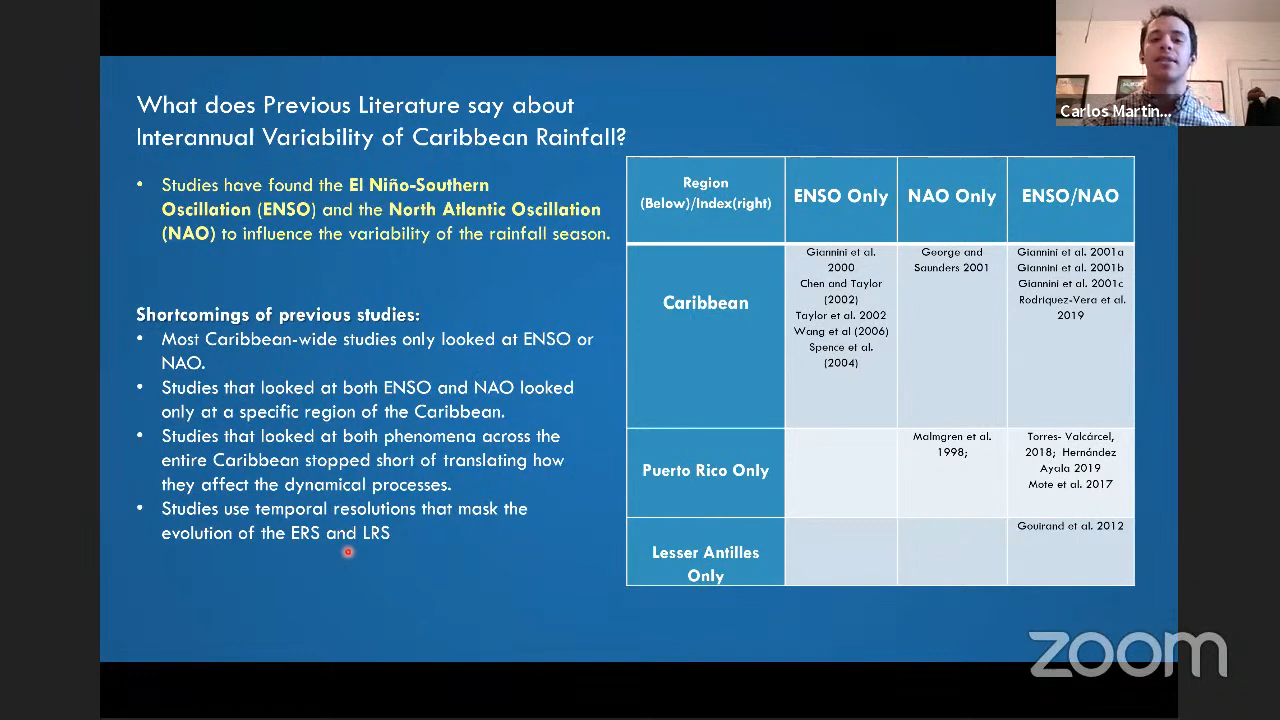 What does Previous Literature say about
Interannual Variability of Caribbean Rainfall?
• Studies have found the El Niño-Southern
Oscillation (ENSO) and the North Atlantic Oscillation
(NAO) to influence the variability of the rainfall season.
Shortcomings of previous studies:
• Most Caribbean-wide studies only looked at ENSO or
NAO.
• Studies that looked at both ENSO and NAO looked
only at a specific region of the Caribbean.
• Studies that looked at both phenomena across the
entire Caribbean stopped short of translating how
they affect the dynamical processes.
• Studies use temporal resolutions that mask the
evolution of the ERS and LRS
Region
(Below)/Index(right)
ENSO Only
NAO Only
ENSO/NAO
Caribbean
Giannini et al.
2000
Chen and Taylor
(2002)
Taylor et al. 2002
Wang et al (2006)
Spence et al.
(2004)
George and
Saunders 2001
Giannini et al. 2001a
Giannini et al. 2001b
Giannini et al. 2001c
Rodriquez-Vera et al.
2019
Puerto Rico Only
Malmgren et al.
1998;
Torres- Valcárcel,
2018; Hernández
Ayala 2019
Mote et al. 2017
Lesser Antilles
Only
Gouirand et al. 2012
Carlos Martin...
zoom